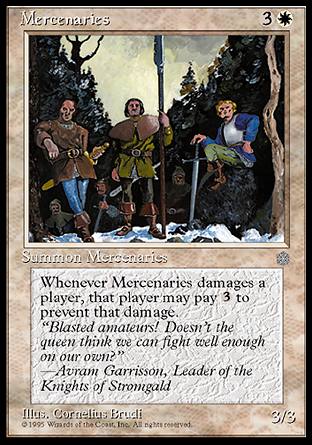 Mercenaries 3
Summon Mercenaries
Whenever Mercenaries damages a
player, that player may pay 3 to
prevent that damage.
“Blasted amateurs! Doesn't the
queen think we can fight well enough
on our own?”
—Avram Garrisson, Leader of the
Knights of Stromgald
Illus. Cornelius Brudi
©1995 Wizards of the Coast, Inc. All rights reserved.
3/3